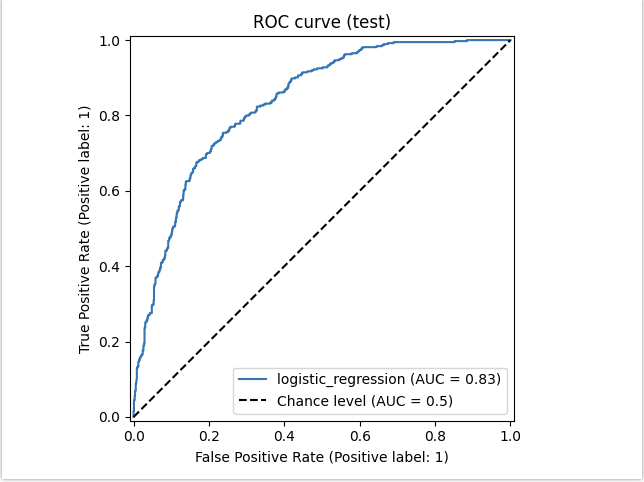 ROC curve (test)
1.0
0.8
0.6
0.4
0.2
0.0
True Positive Rate (Positive label: 1)
logistic_regression (AUC = 0.83)
Chance level (AUC = 0.5)
0.0 0.2 0.4 0.6 0.8 1.0
False Positive Rate (Positive label: 1)